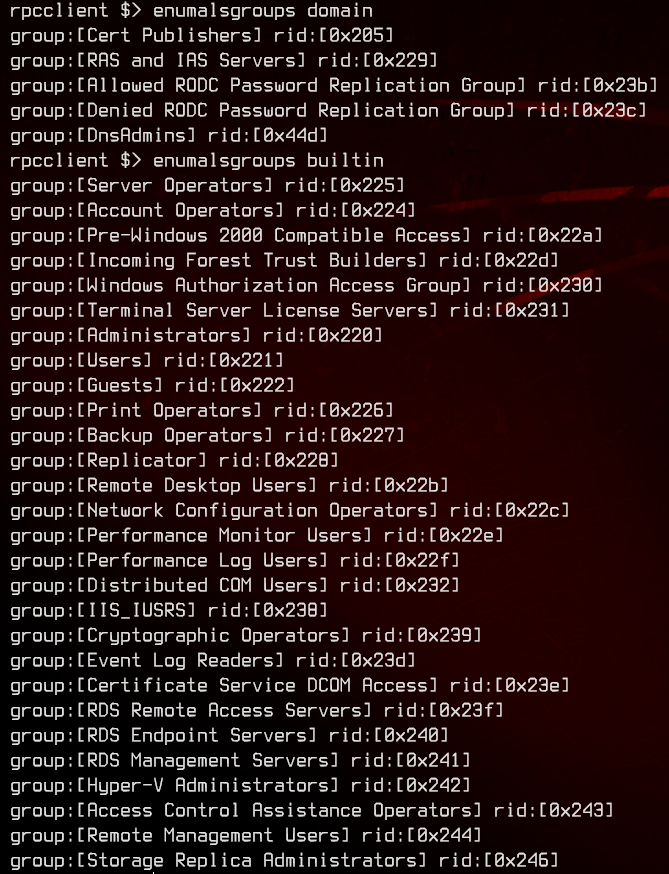 rpcclient $> enumalsgroups domain
group:[Cert Publishers] rid:[0x205]
group:[RAS and IAS Servers] rid:[0x229]
group:[Allowed RODC Password Replication Group] rid:[0x23b]
group:[Denied RODC Password Replication Group] rid:[0x23c]
group:[DnsAdmins] rid:[0x44d]
rpcclient $> enumalsgroups builtin
group:[Server Operators] rid:[0x225]
group:[Account Operators] rid:[0x224]
group:[Pre-Windows 2000 Compatible Access] rid:[0x22a]
group:[Incoming Forest Trust Builders] rid:[0x22d]
group:[Windows Authorization Access Group] rid:[0x230]
group:[Terminal Server License Servers] rid:[0x231]
group:[Administrators] rid:[0x220]
group:[Users] rid:[0x221]
group:[Guests] rid:[0x222]
group:[Print Operators] rid:[0x226]
group:[Backup Operators] rid:[0x227]
group:[Replicator] rid:[0x228]
group:[Remote Desktop Users] rid:[0x22b]
group:[Network Configuration Operators] rid:[0x22c]
group:[Performance Monitor Users] rid:[0x22e]
group:[Performance Log Users] rid:[0x22f]
group:[Distributed COM Users] rid:[0x232]
group:[IIS_IUSRS] rid:[0x238]
group:[Cryptographic Operators] rid:[0x239]
group:[Event Log Readers] rid:[0x23d]
group:[Certificate Service DCOM Access] rid:[0x23e]
group:[RDS Remote Access Servers] rid:[0x23f]
group:[RDS Endpoint Servers] rid:[0x240]
group:[RDS Management Servers] rid:[0x241]
group:[Hyper-V Administrators] rid:[0x242]
group:[Access Control Assistance Operators] rid:[0x243]
group:[Remote Management Users] rid:[0x244]
group:[Storage Replica Administrators] rid:[0x246]